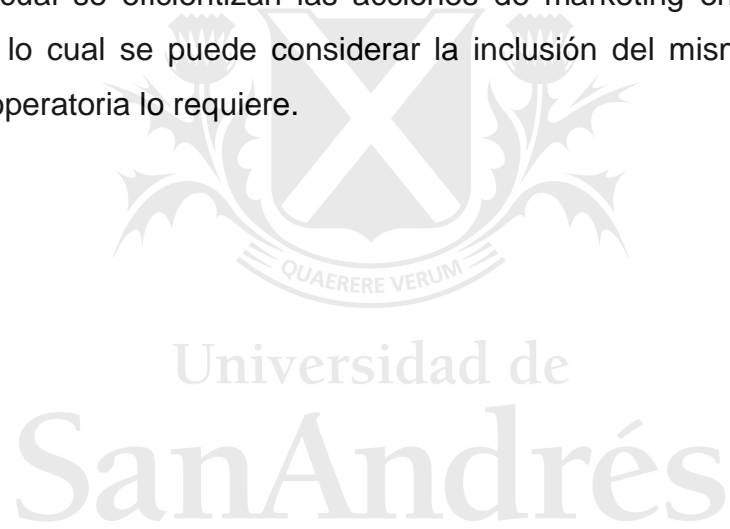 cual se eficientizan las acciones de marketing en
lo cual se puede considerar la inclusión del mism
operatoria lo requiere.
QUAERERE VERUM
Universidad de
SanAndrés